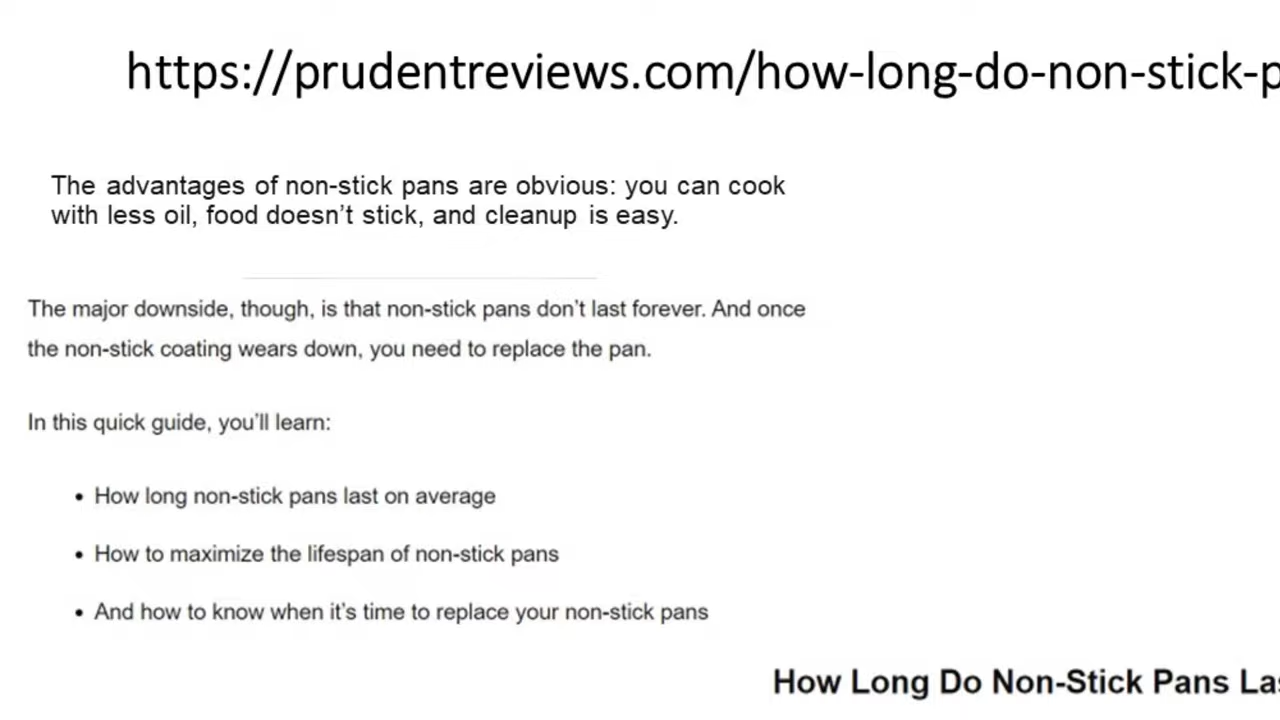 https://prudentreviews.com/how-long-do-non-stick-p
The advantages of non-stick pans are obvious: you can cook
with less oil, food doesn’t stick, and cleanup is easy.
The major downside, though, is that non-stick pans don’t last forever. And once
the non-stick coating wears down, you need to replace the pan.
In this quick guide, you’ll learn:
• How long non-stick pans last on average
• How to maximize the lifespan of non-stick pans
• And how to know when it’s time to replace your non-stick pans
How Long Do Non-Stick Pans Las